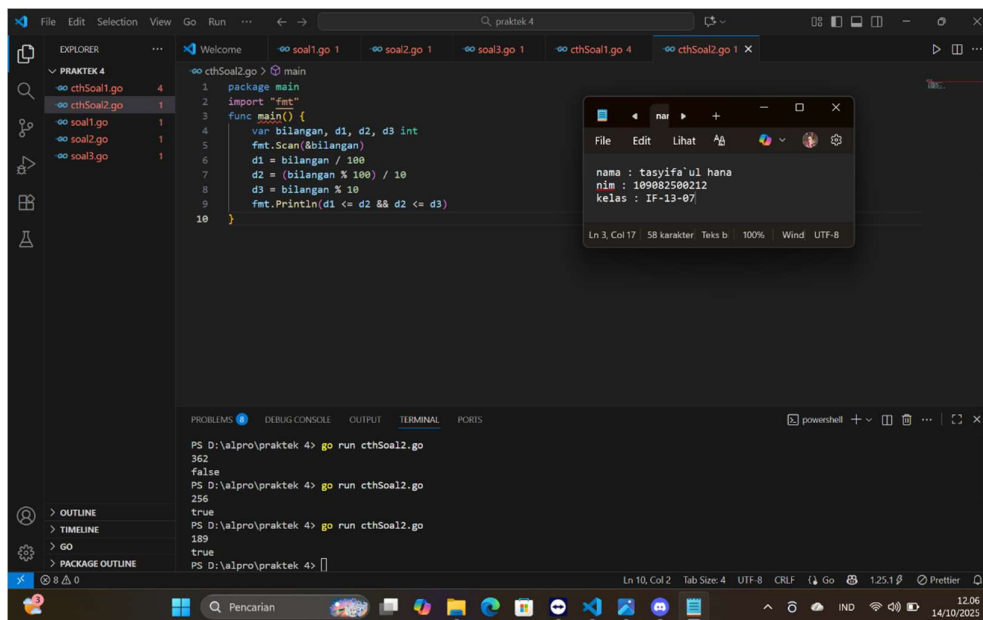 File Edit Selection View Go Run ··· praktek 4
EXPLORER ···
Welcome soal1.go 1 soal2.go 1 soal3.go 1 cthSoal1.go 4 cthSoal2.go 1
PRAKTEK 4
cthSoal1.go 4
cthSoal2.go 1
soal1.go 1
soal2.go 1
soal3.go 1
cthSoal2.go > main
1 package main
2 import "fmt"
3 func main() {
4 var bilangan, d1, d2, d3 int
5 fmt.Scan(&bilangan)
6 d1 = bilangan / 100
7 d2 = (bilangan % 100) / 10
8 d3 = bilangan % 10
9 fmt.Println(d1 <= d2 && d2 <= d3)
10 }
File Edit Lihat
nama : tasyifa`ul hana
nim : 109082500212
kelas : IF-13-07
Ln 3, Col 17 58 karakter Teks b 100% Wind UTF-8
PROBLEMS 8 DEBUG CONSOLE OUTPUT TERMINAL PORTS powershell
PS D:\alpro\praktek 4> go run cthSoal2.go
362
false
PS D:\alpro\praktek 4> go run cthSoal2.go
256
true
PS D:\alpro\praktek 4> go run cthSoal2.go
189
true
PS D:\alpro\praktek 4>
OUTLINE
TIMELINE
GO
PACKAGE OUTLINE
8 0 Ln 10, Col 2 Tab Size: 4 UTF-8 CRLF Go 1.25.1 Prettier
3 Pencarian IND 12.06
14/10/2025